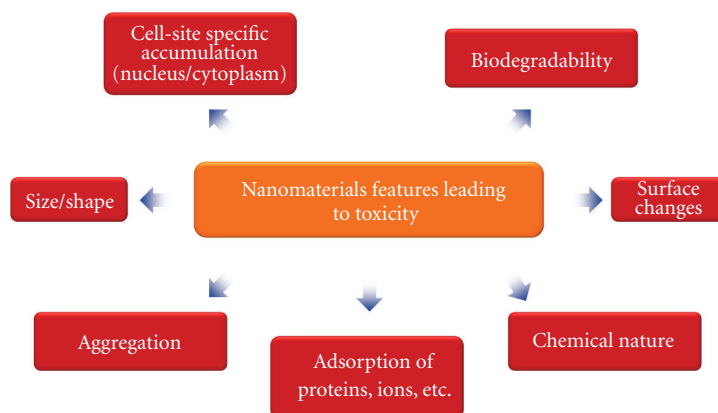 Cell-site specific
accumulation
(nucleus/cytoplasm)
Biodegradability
Size/shape
Nanomaterials features leading
to toxicity
Surface
changes
Aggregation
Adsorption of
proteins, ions, etc.
Chemical nature